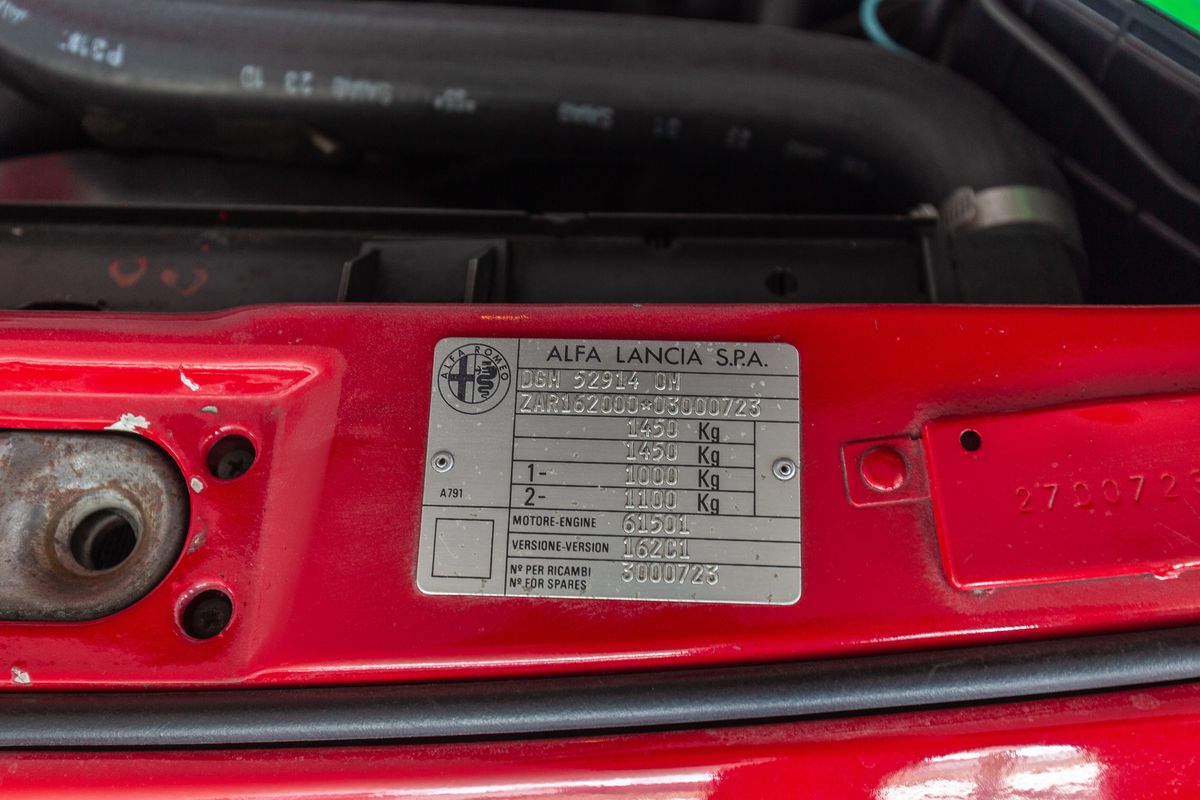 ALFA ROMEO
ALFA LANCIA S.P.A.
DGM 52914 OM
ZAR162000*03000723
1450 Kg
1450 Kg
1- 1000 Kg
2- 1100 Kg
A791
MOTORE-ENGINE 61501
VERSIONE-VERSION 162C1
Nº PER RICAMBI
Nº FOR SPARES 3000723
270072